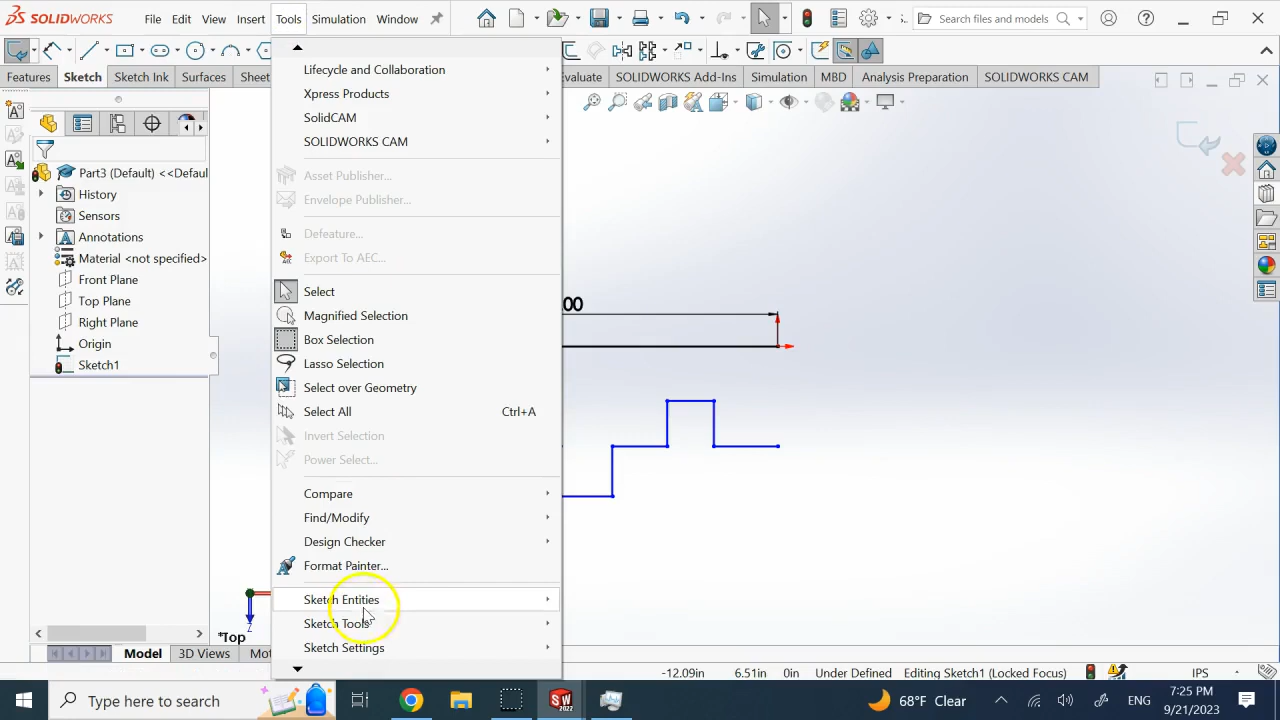 SOLIDWORKS File Edit View Insert Tools Simulation Window Search files and models
Features Sketch Sketch Ink Surfaces Sheet Evaluate SOLIDWORKS Add-Ins Simulation MBD Analysis Preparation SOLIDWORKS CAM
Lifecycle and Collaboration
Xpress Products
SolidCAM
SOLIDWORKS CAM
Asset Publisher...
Envelope Publisher...
Defeature...
Export To AEC...
Select
Magnified Selection
Box Selection
Lasso Selection
Select over Geometry
Select All Ctrl+A
Invert Selection
Power Select...
Compare
Find/Modify
Design Checker
Format Painter...
Sketch Entities
Sketch Tools
Sketch Settings
Part3 (Default) <<Defaul
History
Sensors
Annotations
Material <not specified>
Front Plane
Top Plane
Right Plane
Origin
Sketch1
00
Z
*Top
Model 3D Views Mot
-12.09in 6.51in 0in Under Defined Editing Sketch1 (Locked Focus) IPS
Type here to search
SW
2022
68°F Clear ENG
7:25 PM
9/21/2023